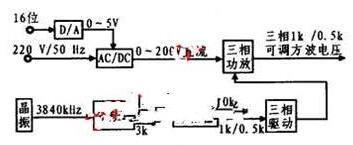 16位
D/A
0～5V
220 V/50 Hz
AC/DC
0～200V
流
三相
功放
三相1k /0.5k
可调方波电压
晶
振
3840kHz
3k
1k/0.5k
三相
驱动